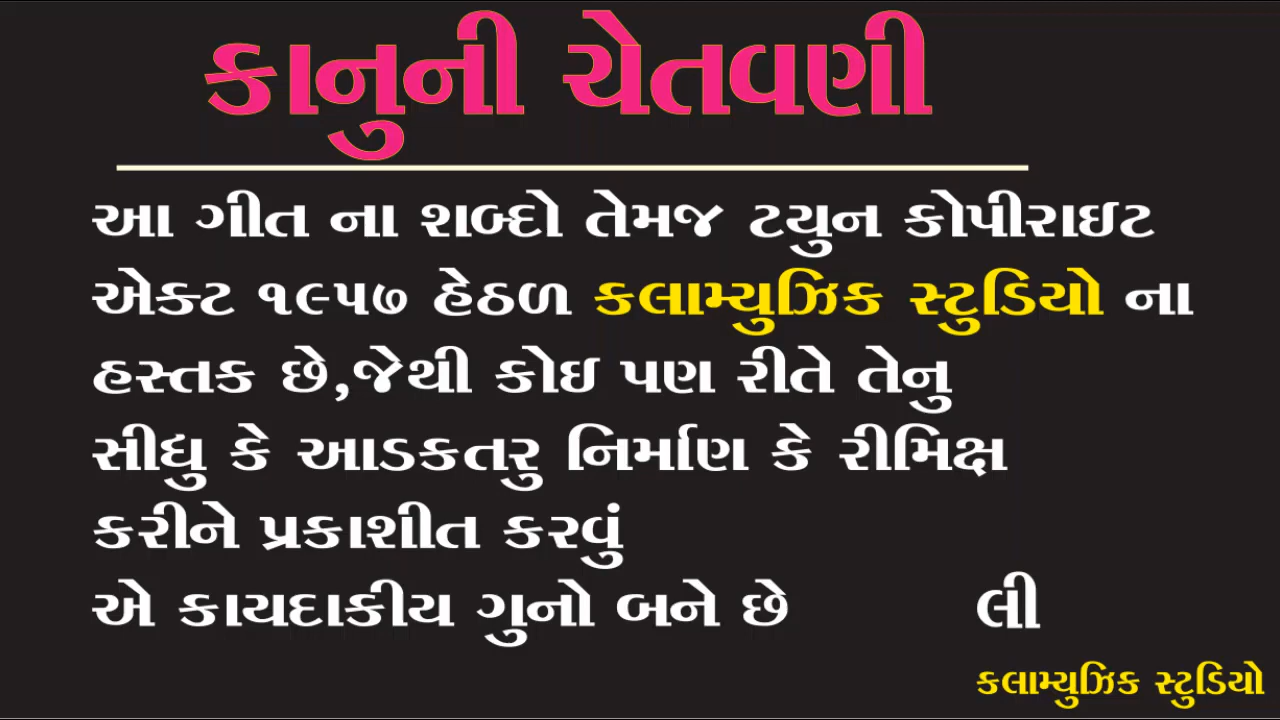 કાનુની ચેતવણી
આ ગીત ના શબ્દો તેમજ ટયુન કોપીરાઇટ
એક્ટ ૧૯૫૭ હેઠળ કલામ્યુઝિક સ્ટુડિયો ના
હસ્તક છે,જેથી કોઇ પણ રીતે તેનુ
સીધુ કે આડકતરુ નિર્માણ કે રીમિક્ષ
કરીને પ્રકાશીત કરવું
એ કાયદાકીય ગુનો બને છે લી
કલામ્યુઝિક સ્ટુડિયો